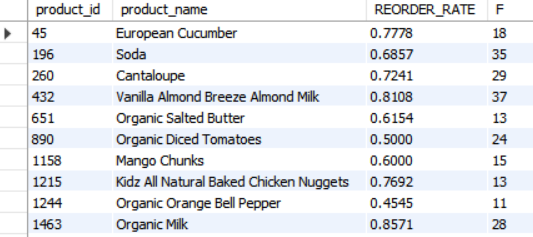 product_id product_name REORDER_RATE F
45 European Cucumber 0.7778 18
196 Soda 0.6857 35
260 Cantaloupe 0.7241 29
432 Vanilla Almond Breeze Almond Milk 0.8108 37
651 Organic Salted Butter 0.6154 13
890 Organic Diced Tomatoes 0.5000 24
1158 Mango Chunks 0.6000 15
1215 Kidz All Natural Baked Chicken Nuggets 0.7692 13
1244 Organic Orange Bell Pepper 0.4545 11
1463 Organic Milk 0.8571 28